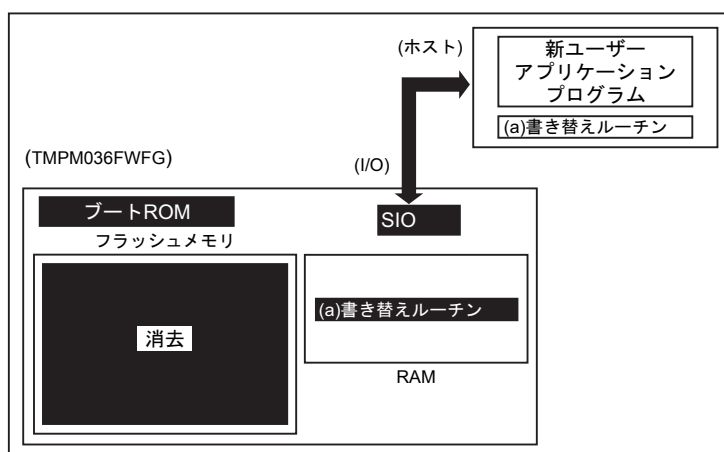 (ホスト)
新ユーザー
アプリケーション
プログラム
(a)書き替えルーチン
(TMPM036FWFG)
(I/O)
ブートROM
SIO
フラッシュメモリ
(a)書き替えルーチン
消去
RAM